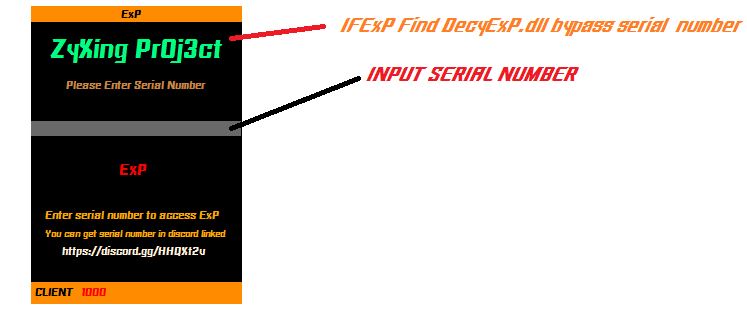 ExP
ZyXing Pr0j3ct
IFExP Find DecyExP.dll bypass serial number
Please Enter Serial Number
INPUT SERIAL NUMBER
ExP
Enter serial number to access ExP
You can get serial number in discord linked
https://discord.gg/HHQXt2v
CLIENT 1000